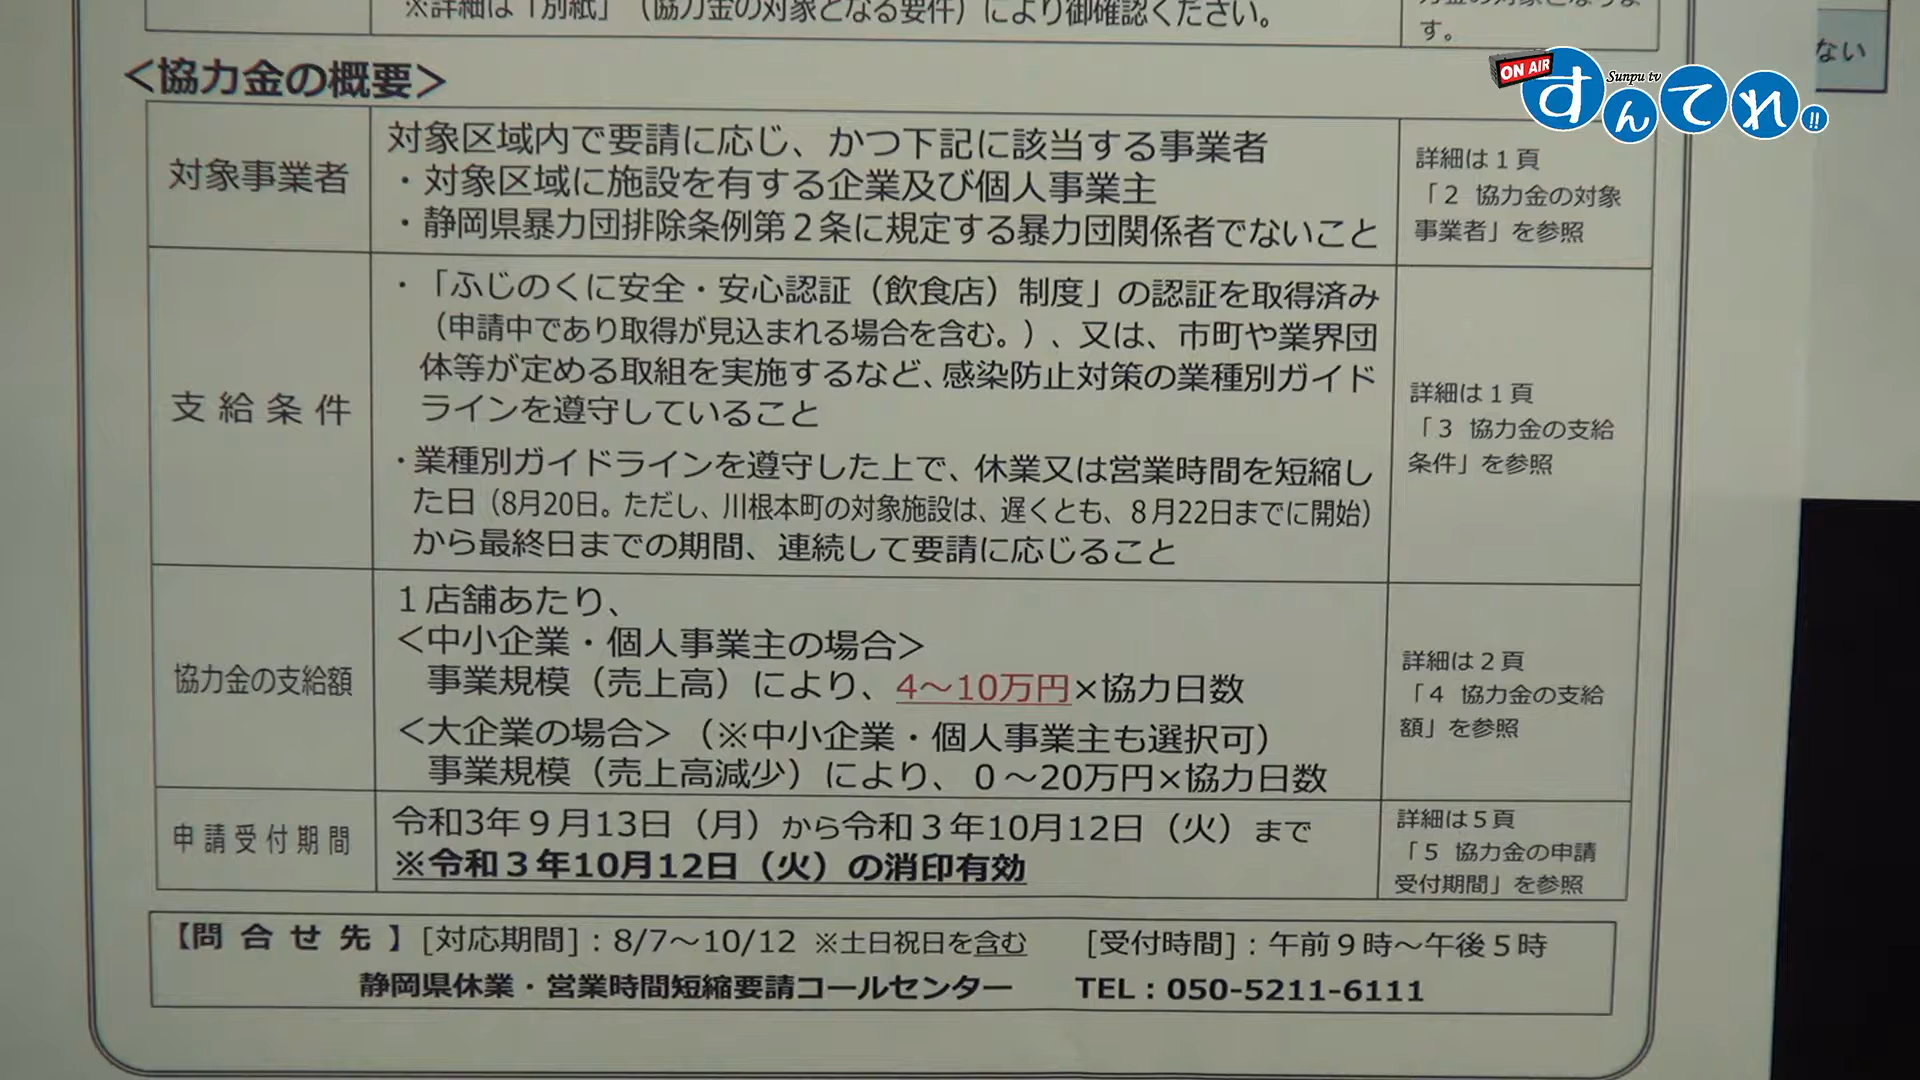 ※詳細は「別紙」（協力金の対象となる要件）により御確認ください。
す。
ない
ON AIR
Sunpu tv
すんてれ!!
＜協力金の概要＞
対象事業者
対象区域内で要請に応じ、かつ下記に該当する事業者
・対象区域に施設を有する企業及び個人事業主
・静岡県暴力団排除条例第２条に規定する暴力団関係者でないこと
詳細は１頁
「２ 協力金の対象
事業者」を参照
支給条件
・「ふじのくに安全・安心認証（飲食店）制度」の認証を取得済み
（申請中であり取得が見込まれる場合を含む。）、又は、市町や業界団
体等が定める取組を実施するなど、感染防止対策の業種別ガイド
ラインを遵守していること
・業種別ガイドラインを遵守した上で、休業又は営業時間を短縮し
た日（8月20日。ただし、川根本町の対象施設は、遅くとも、８月22日までに開始）
から最終日までの期間、連続して要請に応じること
詳細は１頁
「３ 協力金の支給
条件」を参照
協力金の支給額
１店舗あたり、
＜中小企業・個人事業主の場合＞
事業規模（売上高）により、4～10万円×協力日数
＜大企業の場合＞（※中小企業・個人事業主も選択可）
事業規模（売上高減少）により、０～20万円×協力日数
詳細は２頁
「４ 協力金の支給
額」を参照
申請受付期間
令和3年９月13日（月）から令和３年10月12日（火）まで
※令和３年10月12日（火）の消印有効
詳細は５頁
「５ 協力金の申請
受付期間」を参照
【問合せ先】[対応期間]：8/7～10/12 ※土日祝日を含む [受付時間]：午前９時～午後５時
静岡県休業・営業時間短縮要請コールセンター TEL：050-5211-6111